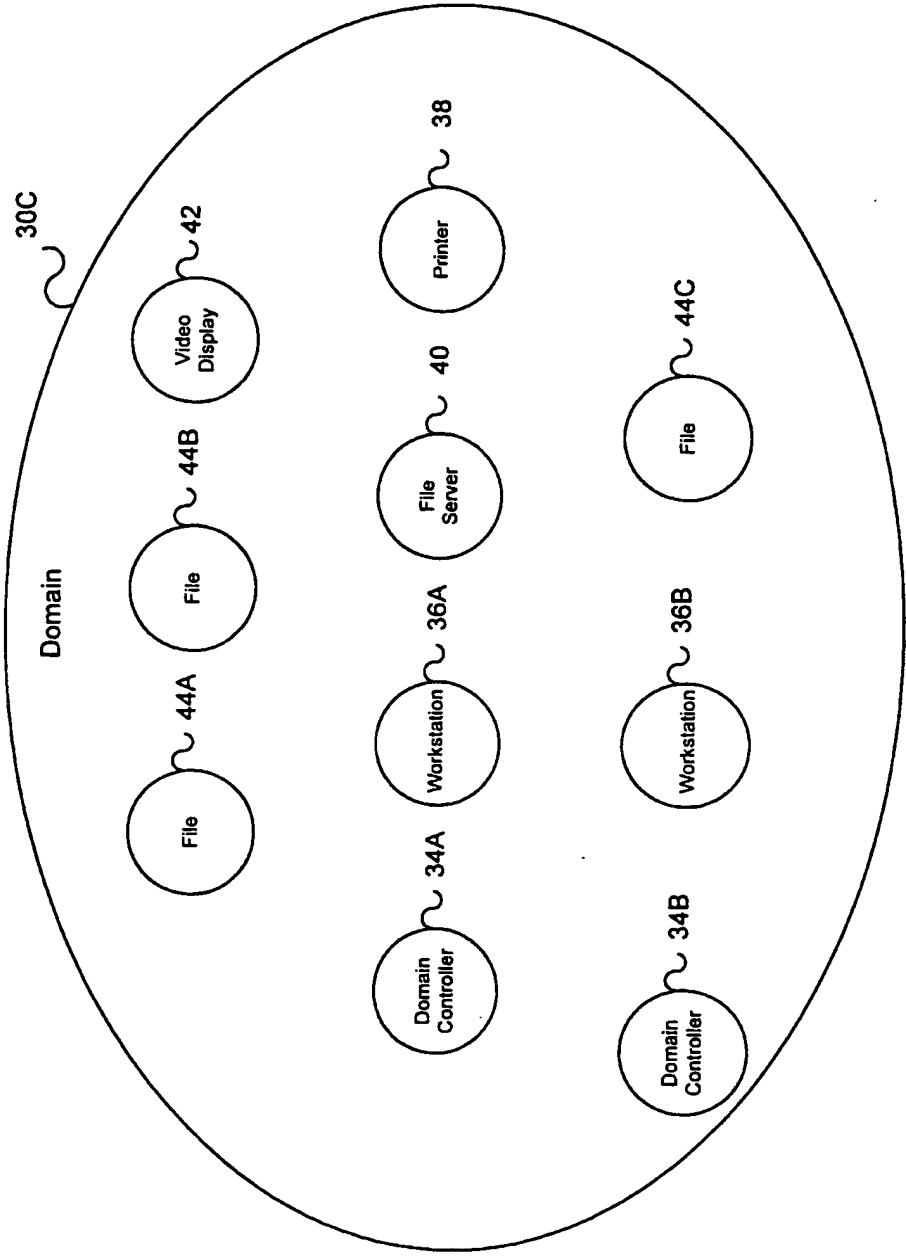 30C
Domain
File
44A
File
44B
Video
Display
42
Domain
Controller
34A
Workstation
36A
File
Server
40
Printer
38
Domain
Controller
34B
Workstation
36B
File
44C